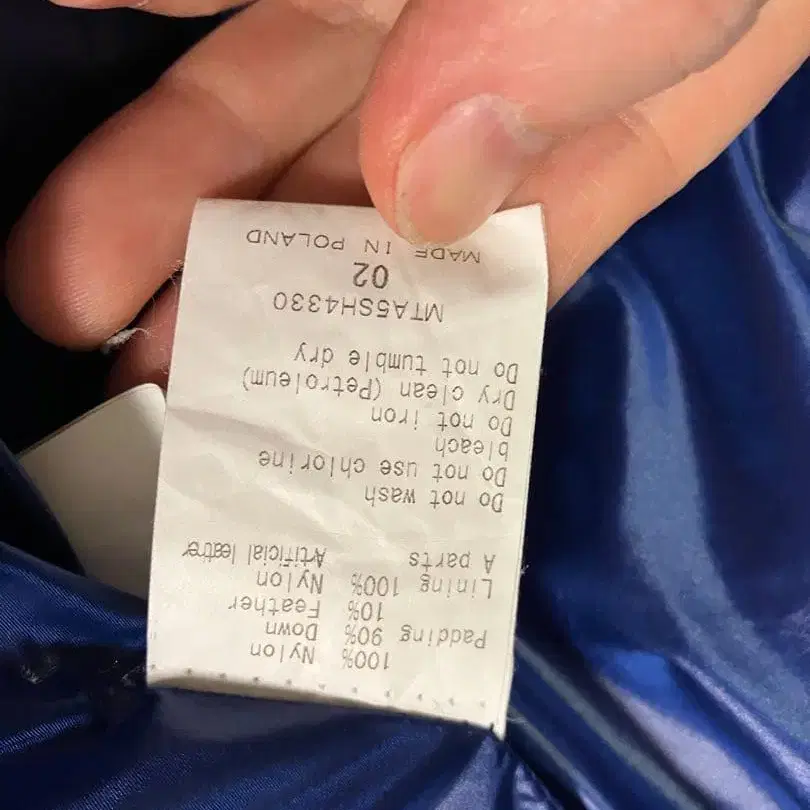 100% Nylon
Padding 90% Down
10% Feather
Lining 100% Nylon
A parts Artificial leather
Do not wash
Do not use chlorine
bleach
Do not iron
Dry clean (Petroleum)
Do not tumble dry
MTA5SSH4330
02
MADE IN POLAND